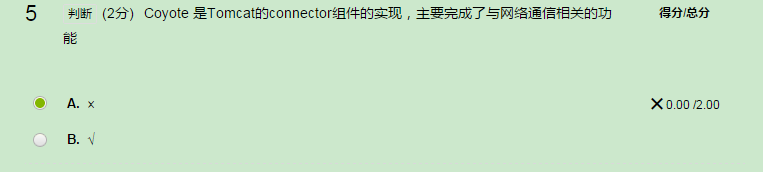 5 判断 (2分) Coyote 是Tomcat的connector组件的实现，主要完成了与网络通信相关的功 得分/总分
能
A. × ×0.00 /2.00
B. √